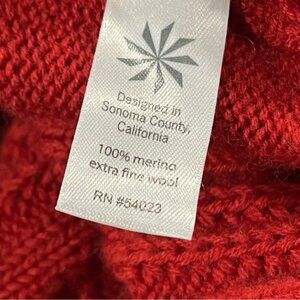 Designed in
Sonoma County,
California
100% merino
extra fine wool
RN #54023